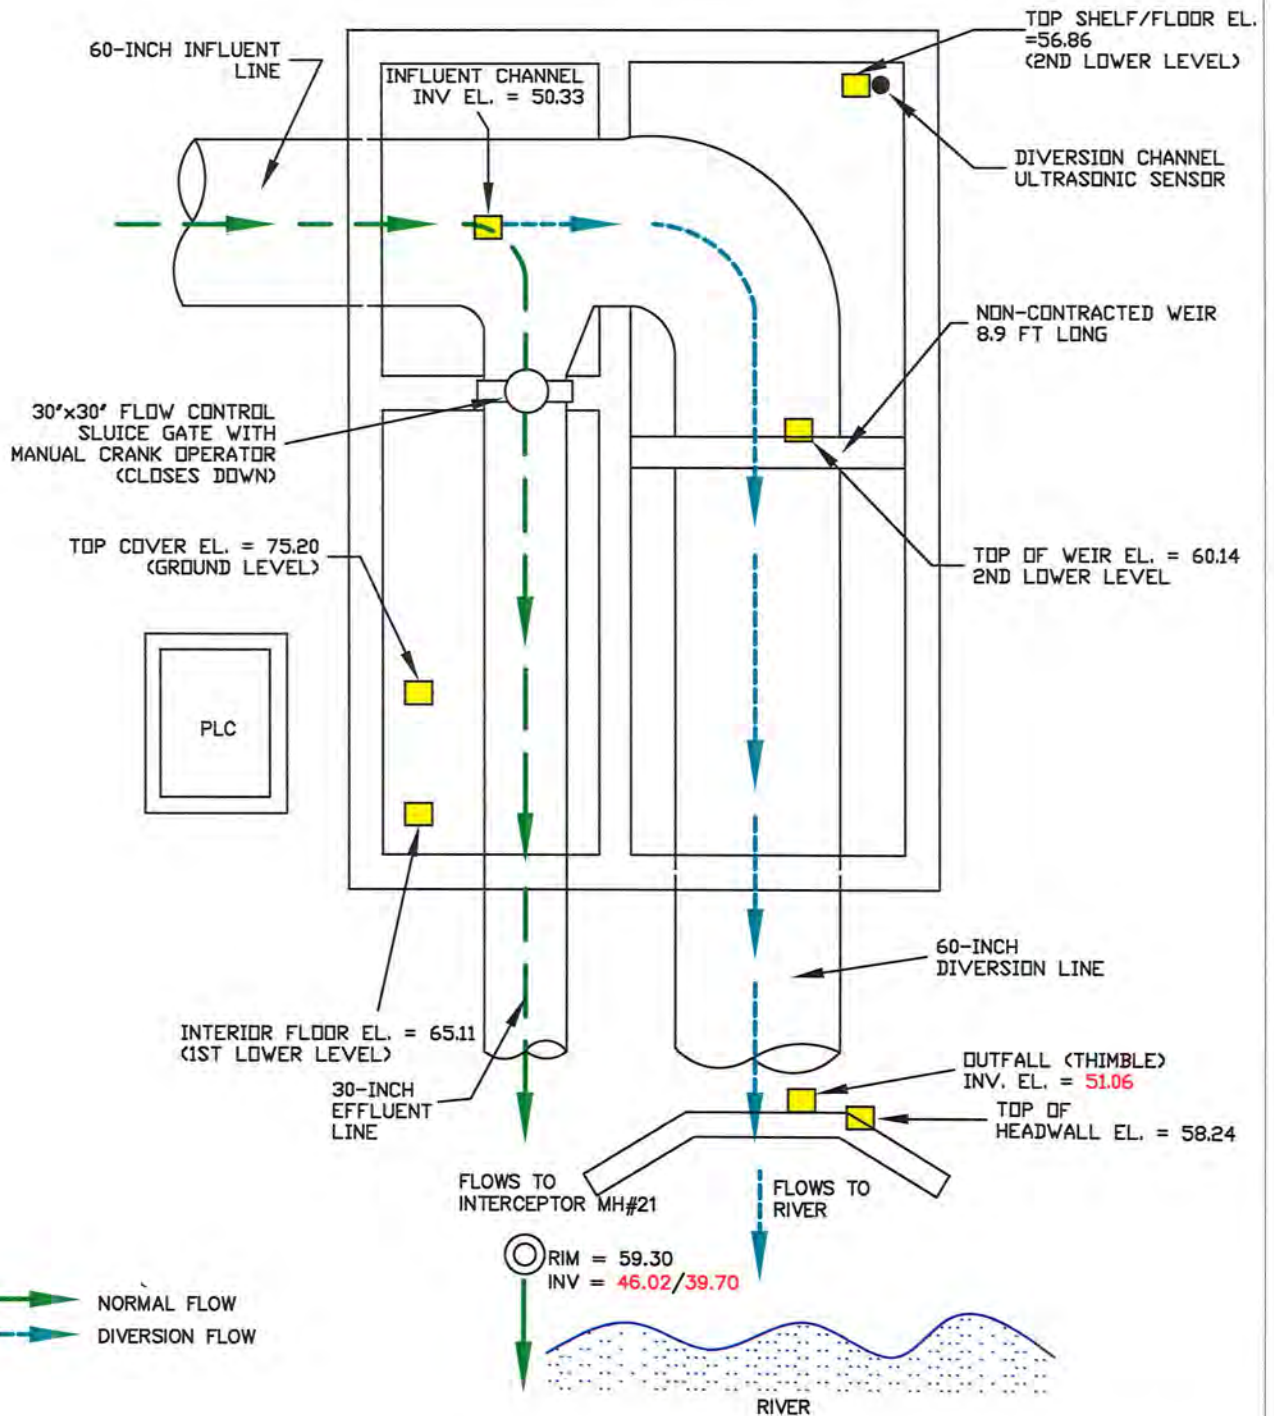 60-INCH INFLUENT
LINE
INFLUENT CHANNEL
INV EL. = 50.33
TOP SHELF/FLOOR EL.
=56.86
(2ND LOWER LEVEL)
DIVERSION CHANNEL
ULTRASONIC SENSOR
NON-CONTRACTED WEIR
8.9 FT LONG
30"x30" FLOW CONTROL
SLUICE GATE WITH
MANUAL CRANK OPERATOR
(CLOSES DOWN)
TOP COVER EL. = 75.20
(GROUND LEVEL)
TOP OF WEIR EL. = 60.14
2ND LOWER LEVEL
PLC
60-INCH
DIVERSION LINE
INTERIOR FLOOR EL. = 65.11
(1ST LOWER LEVEL)
30-INCH
EFFLUENT
LINE
OUTFALL (THIMBLE)
INV. EL. = 51.06
TOP OF
HEADWALL EL. = 58.24
FLOWS TO
INTERCEPTOR MH#21
FLOWS TO
RIVER
RIM = 59.30
INV = 46.02/39.70
NORMAL FLOW
DIVERSION FLOW
RIVER